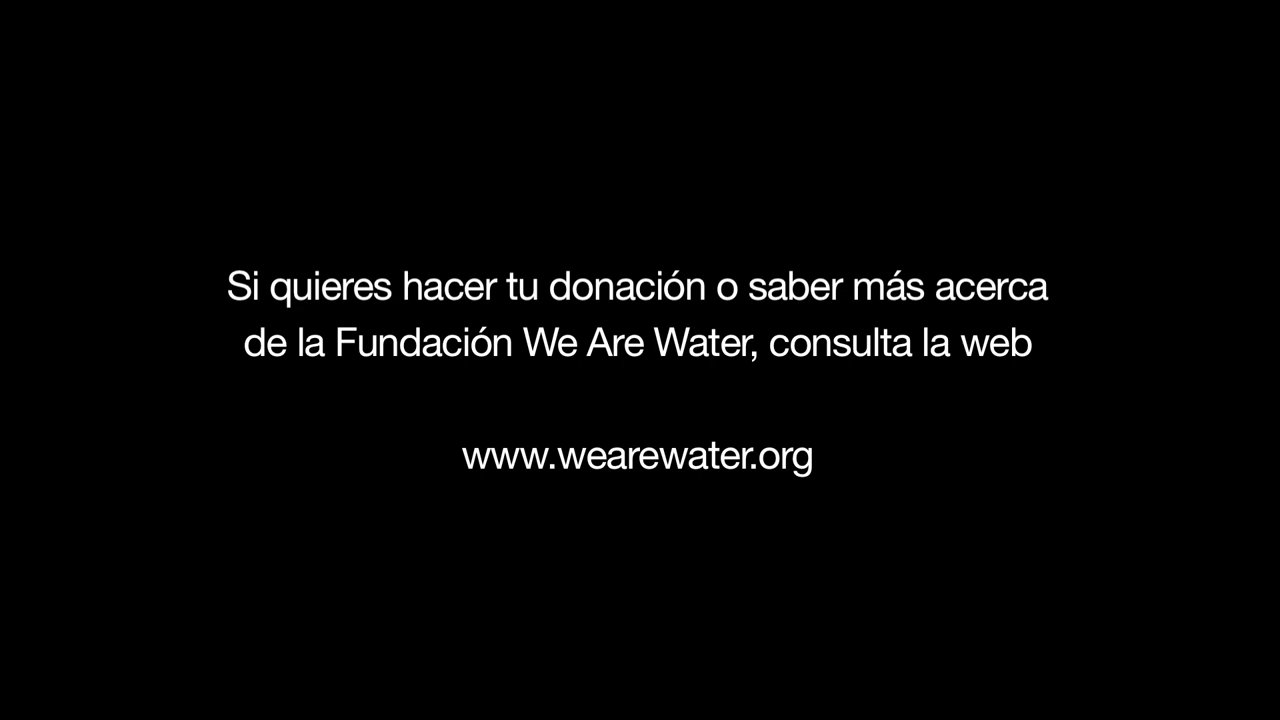 Si quieres hacer tu donación o saber más acerca
de la Fundación We Are Water, consulta la web
www.wearewater.org